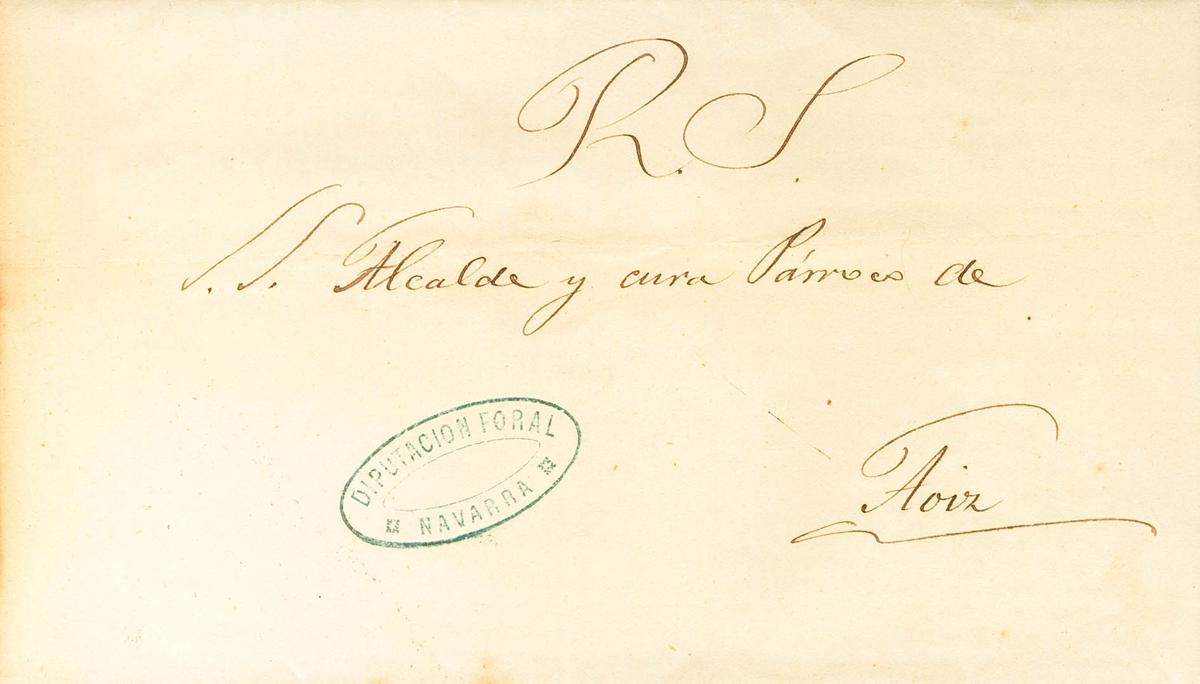 R. S.
S. S. Alcalde y cura Párroco de
DIPUTACION FORAL
NAVARRA
Aoiz